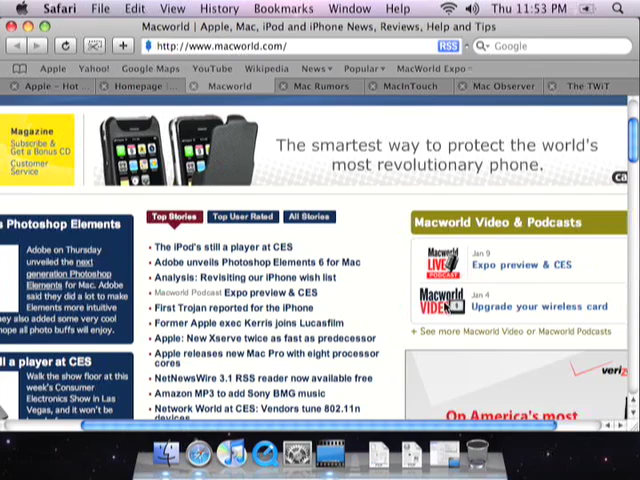 Safari File Edit View History Bookmarks Window Help Thu 11:53 PM
Macworld | Apple, Mac, iPod and iPhone News, Reviews, Help and Tips
http://www.macworld.com/ RSS Google
Apple Yahoo! Google Maps YouTube Wikipedia News Popular MacWorld Expo
Apple - Hot ... Homepage ... Macworld Mac Rumors MacInTouch Mac Observer The TWiT
Magazine
Subscribe &
Get a Bonus CD
Customer
Service
The smartest way to protect the world's
most revolutionary phone.
ca
s Photoshop Elements
Adobe on Thursday
unveiled the next
generation Photoshop
Elements for Mac. Adobe
said they did a lot to make
Elements more intuitive
hey also added some very cool
hope all photo buffs will enjoy.
ll a player at CES
Walk the show floor at this
week's Consumer
Electronics Show in Las
Vegas, and it won't be
Top Stories Top User Rated All Stories
• The iPod's still a player at CES
• Adobe unveils Photoshop Elements 6 for Mac
• Analysis: Revisiting our iPhone wish list
• Macworld Podcast Expo preview & CES
• First Trojan reported for the iPhone
• Former Apple exec Kerris joins Lucasfilm
• Apple: New Xserve twice as fast as predecessor
• Apple releases new Mac Pro with eight processor
cores
• NetNewsWire 3.1 RSS reader now available free
• Amazon MP3 to add Sony BMG music
• Network World at CES: Vendors tune 802.11n
devices
Macworld Video & Podcasts
Macworld
LIVE
PODCAST
Jan 9
Expo preview & CES
Macworld
VIDEO
Jan 4
Upgrade your wireless card
+ See more Macworld Video or Macworld Podcasts
veriz
On America's most